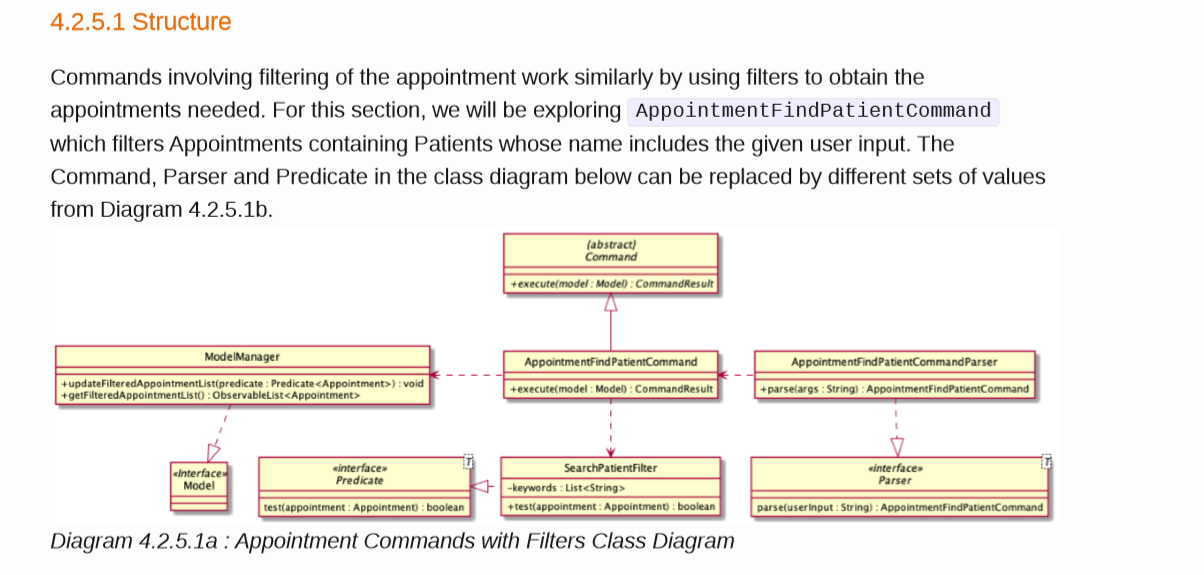 4.2.5.1 Structure
Commands involving filtering of the appointment work similarly by using filters to obtain the
appointments needed. For this section, we will be exploring AppointmentFindPatientCommand
which filters Appointments containing Patients whose name includes the given user input. The
Command, Parser and Predicate in the class diagram below can be replaced by different sets of values
from Diagram 4.2.5.1b.
{abstract}
Command
+execute(model : Model) : CommandResult
ModelManager
+updateFilteredAppointmentList(predicate : Predicate<Appointment>) : void
+getFilteredAppointmentList() : ObservableList<Appointment>
AppointmentFindPatientCommand
+execute(model : Model) : CommandResult
AppointmentFindPatientCommandParser
+parse(args : String) : AppointmentFindPatientCommand
«Interface»
Model
«interface»
Predicate
T
test(appointment : Appointment) : boolean
SearchPatientFilter
-keywords : List<String>
+test(appointment : Appointment) : boolean
«interface»
Parser
T
parse(userInput : String) : AppointmentFindPatientCommand
Diagram 4.2.5.1a : Appointment Commands with Filters Class Diagram